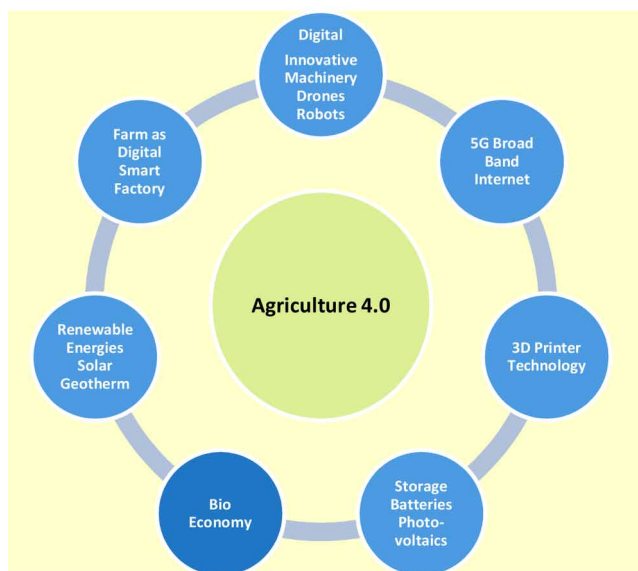 Digital
Innovative
Machinery
Drones
Robots
5G Broad
Band
Internet
3D Printer
Technology
Storage
Batteries
Photo-
voltaics
Bio
Economy
Renewable
Energies
Solar
Geotherm
Farm as
Digital
Smart
Factory
Agriculture 4.0